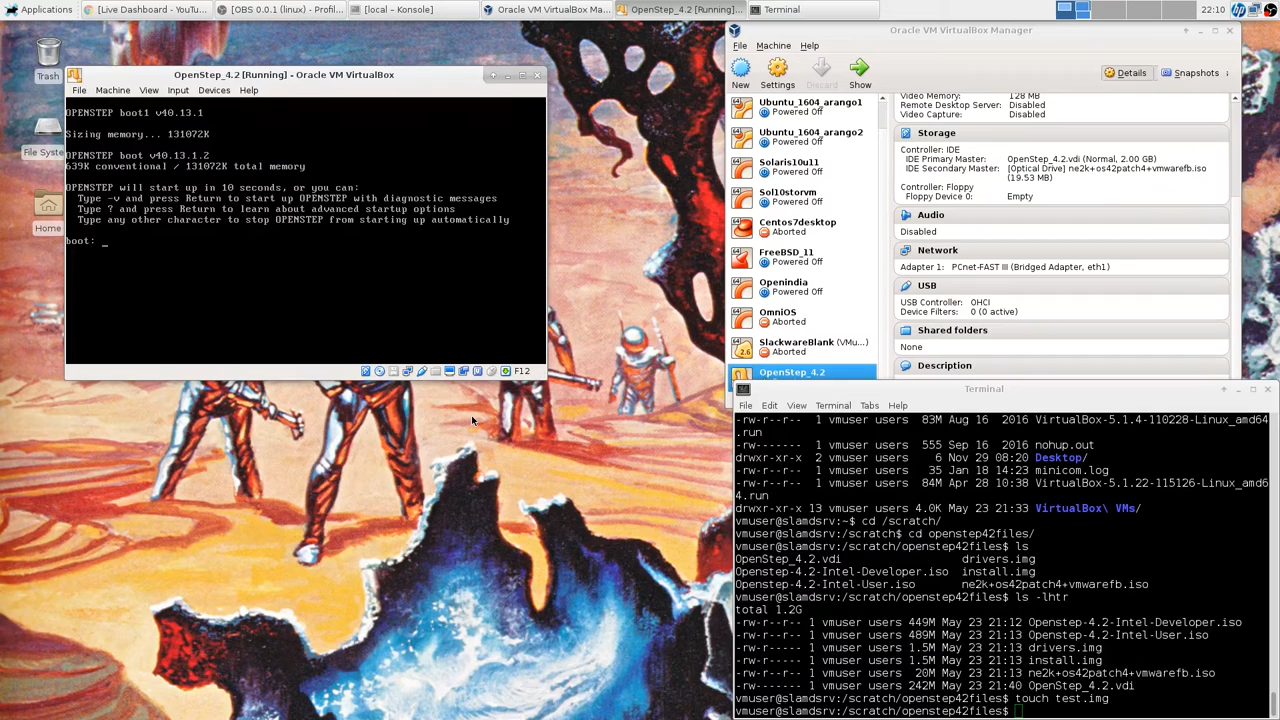 Applications
[Live Dashboard - YouTu...
[OBS 0.0.1 (linux) - Profil...
[local – Konsole]
Oracle VM VirtualBox Ma...
OpenStep_4.2 [Running]...
Terminal
22:10
Trash
File Syste
Home
OpenStep_4.2 [Running] - Oracle VM VirtualBox
File Machine View Input Devices Help
OPENSTEP boot1 v40.13.1
Sizing memory... 131072K
OPENSTEP boot v40.13.1.2
639K conventional / 131072K total memory
OPENSTEP will start up in 10 seconds, or you can:
Type -v and press Return to start up OPENSTEP with diagnostic messages
Type ? and press Return to learn about advanced startup options
Type any other character to stop OPENSTEP from starting up automatically
boot: _
F12
Oracle VM VirtualBox Manager
File Machine Help
New Settings Discard Show
Details Snapshots
Ubuntu_1604_arango1
Powered Off
Ubuntu_1604_arango2
Powered Off
Solaris10u11
Powered Off
Sol10storvm
Powered Off
Centos7desktop
Aborted
FreeBSD_11
Powered Off
Openindia
Powered Off
OmniOS
Aborted
SlackwareBlank (VMu...)
Aborted
OpenStep_4.2
Video Memory: 128 MB
Remote Desktop Server: Disabled
Video Capture: Disabled
Storage
Controller: IDE
IDE Primary Master: OpenStep_4.2.vdi (Normal, 2.00 GB)
IDE Secondary Master: [Optical Drive] ne2k+os42patch4+vmwarefb.iso
(19.53 MB)
Controller: Floppy
Floppy Device 0: Empty
Audio
Disabled
Network
Adapter 1: PCnet-FAST III (Bridged Adapter, eth1)
USB
USB Controller: OHCI
Device Filters: 0 (0 active)
Shared folders
None
Description
Terminal
File Edit View Terminal Tabs Help
-rw-r--r-- 1 vmuser users 83M Aug 16 2016 VirtualBox-5.1.4-110228-Linux_amd64
.run
-rw------- 1 vmuser users 555 Sep 16 2016 nohup.out
drwxr-xr-x 2 vmuser users 6 Nov 29 08:20 Desktop/
-rw-r--r-- 1 vmuser users 35 Jan 18 14:23 minicom.log
-rw-r--r-- 1 vmuser users 84M Apr 28 10:38 VirtualBox-5.1.22-115126-Linux_amd6
4.run
drwxr-xr-x 13 vmuser users 4.0K May 23 21:33 VirtualBox\ VMs/
vmuser@slamdsrv:~$ cd /scratch/
vmuser@slamdsrv:/scratch$ cd openstep42files/
vmuser@slamdsrv:/scratch/openstep42files$ ls
OpenStep_4.2.vdi drivers.img
Openstep-4.2-Intel-Developer.iso install.img
Openstep-4.2-Intel-User.iso ne2k+os42patch4+vmwarefb.iso
vmuser@slamdsrv:/scratch/openstep42files$ ls -lhtr
total 1.2G
-rw-r--r-- 1 vmuser users 449M May 23 21:12 Openstep-4.2-Intel-Developer.iso
-rw-r--r-- 1 vmuser users 489M May 23 21:13 Openstep-4.2-Intel-User.iso
-rw-r--r-- 1 vmuser users 1.5M May 23 21:13 drivers.img
-rw-r--r-- 1 vmuser users 1.5M May 23 21:13 install.img
-rw-r--r-- 1 vmuser users 20M May 23 21:13 ne2k+os42patch4+vmwarefb.iso
-rw------- 1 vmuser users 242M May 23 21:40 OpenStep_4.2.vdi
vmuser@slamdsrv:/scratch/openstep42files$ touch test.img
vmuser@slamdsrv:/scratch/openstep42files$